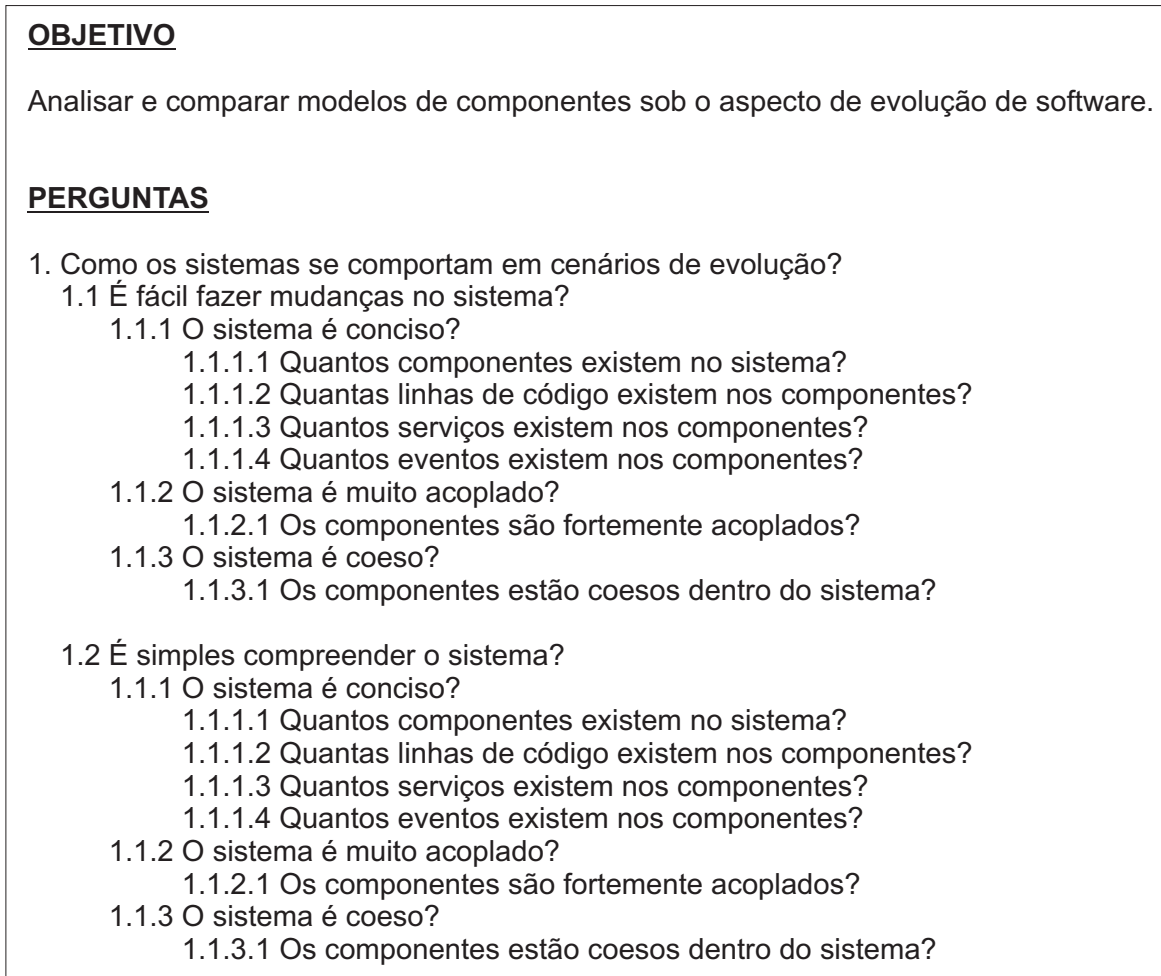 OBJETIVO
Analisar e comparar modelos de componentes sob o aspecto de evolução de software.
PERGUNTAS
1. Como os sistemas se comportam em cenários de evolução?
1.1 É fácil fazer mudanças no sistema?
1.1.1 O sistema é conciso?
1.1.1.1 Quantos componentes existem no sistema?
1.1.1.2 Quantas linhas de código existem nos componentes?
1.1.1.3 Quantos serviços existem nos componentes?
1.1.1.4 Quantos eventos existem nos componentes?
1.1.2 O sistema é muito acoplado?
1.1.2.1 Os componentes são fortemente acoplados?
1.1.3 O sistema é coeso?
1.1.3.1 Os componentes estão coesos dentro do sistema?
1.2 É simples compreender o sistema?
1.1.1 O sistema é conciso?
1.1.1.1 Quantos componentes existem no sistema?
1.1.1.2 Quantas linhas de código existem nos componentes?
1.1.1.3 Quantos serviços existem nos componentes?
1.1.1.4 Quantos eventos existem nos componentes?
1.1.2 O sistema é muito acoplado?
1.1.2.1 Os componentes são fortemente acoplados?
1.1.3 O sistema é coeso?
1.1.3.1 Os componentes estão coesos dentro do sistema?